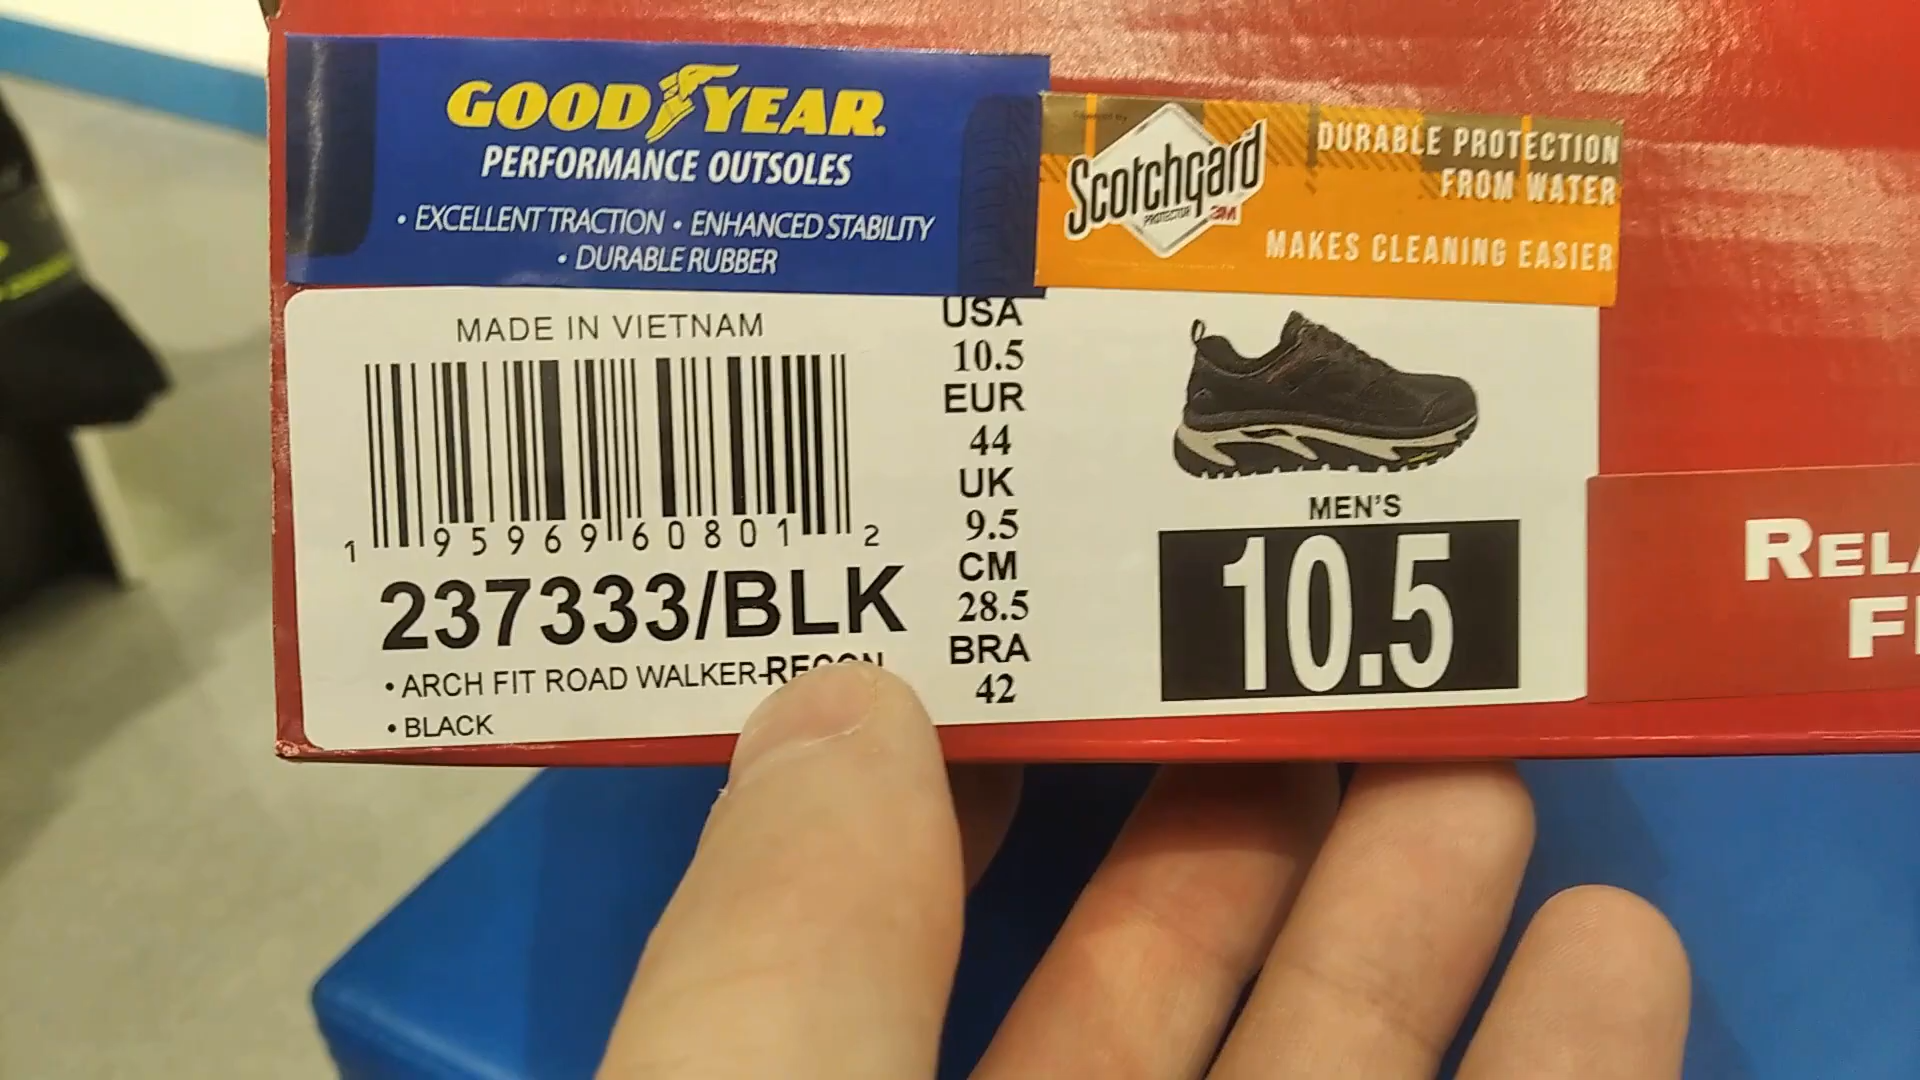 GOODYEAR
PERFORMANCE OUTSOLES
• EXCELLENT TRACTION • ENHANCED STABILITY
• DURABLE RUBBER
Scotchgard
PROTECTOR 3M
DURABLE PROTECTION
FROM WATER
MAKES CLEANING EASIER
MADE IN VIETNAM
1 95969 60801 2
237333/BLK
• ARCH FIT ROAD WALKER-RECON
• BLACK
USA
10.5
EUR
44
UK
9.5
CM
28.5
BRA
42
MEN'S
10.5
RELA
FI